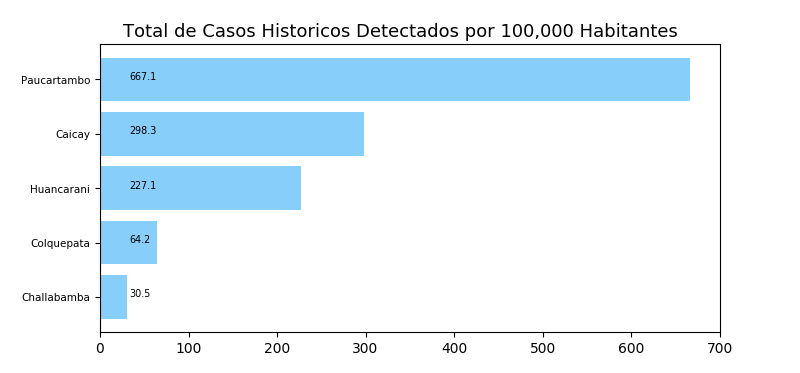 Total de Casos Historicos Detectados por 100,000 Habitantes
Paucartambo 667.1
Caicay 298.3
Huancarani 227.1
Colquepata 64.2
Challabamba 30.5
0 100 200 300 400 500 600 700